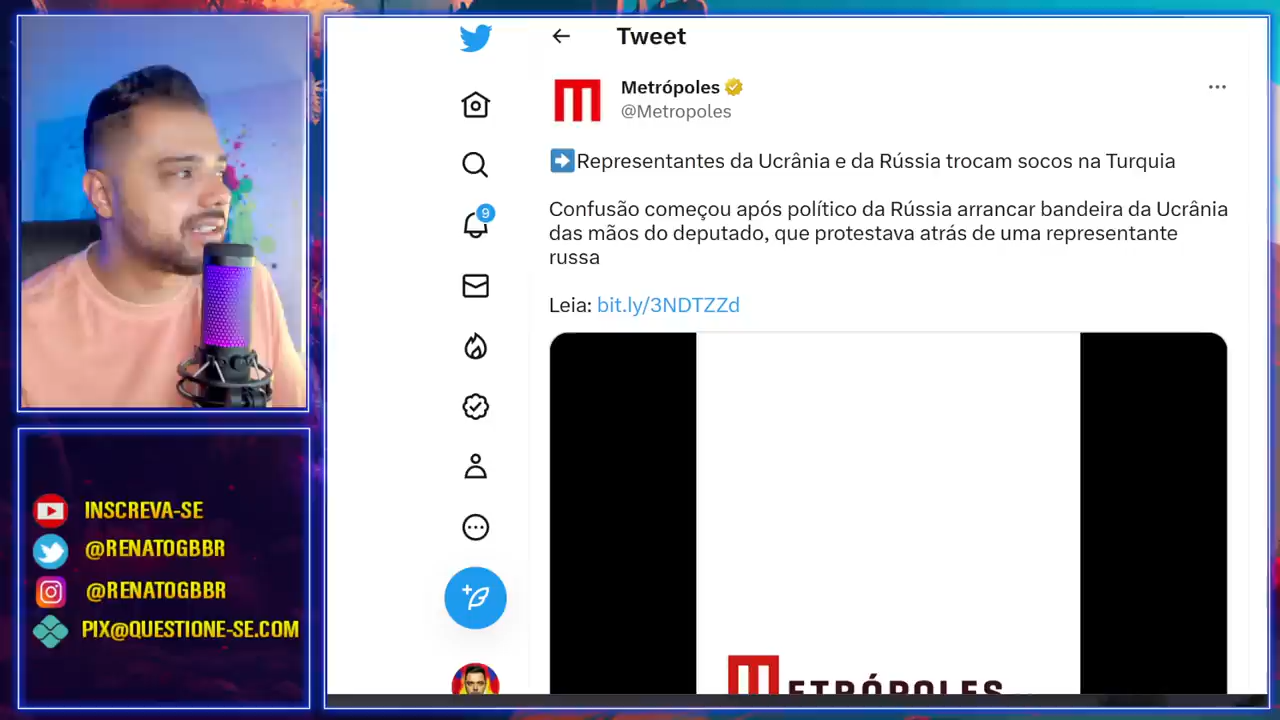 Tweet
Metrópoles
@Metropoles
➡Representantes da Ucrânia e da Rússia trocam socos na Turquia
Confusão começou após político da Rússia arrancar bandeira da Ucrânia
das mãos do deputado, que protestava atrás de uma representante
russa
Leia: bit.ly/3NDTZZd
METRÓPOLES
9
INSCREVA-SE
@RENATOGBBR
@RENATOGBBR
PIX@QUESTIONE-SE.COM